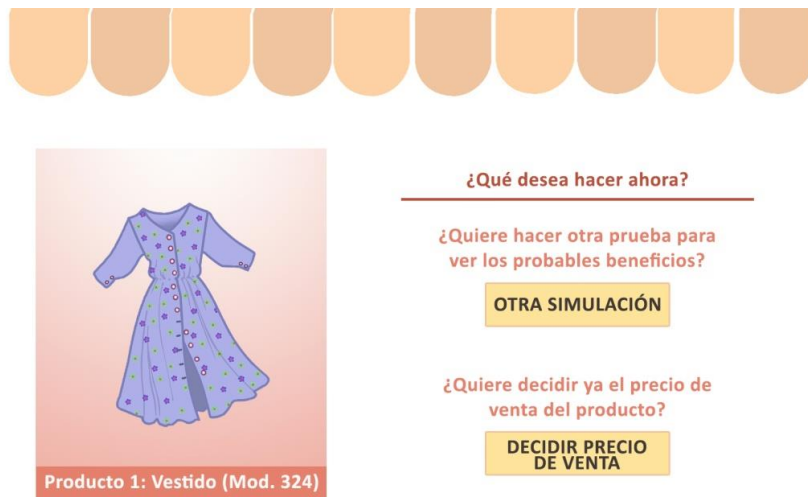 ¿Qué desea hacer ahora?
¿Quiere hacer otra prueba para
ver los probables beneficios?
OTRA SIMULACIÓN
¿Quiere decidir ya el precio de
venta del producto?
DECIDIR PRECIO
DE VENTA
Producto 1: Vestido (Mod. 324)